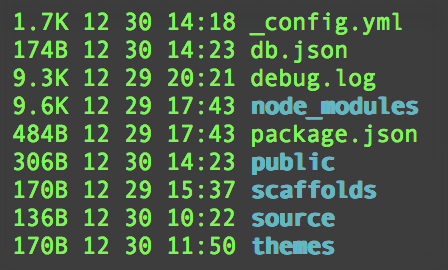 1.7K 12 30 14:18 _config.yml
174B 12 30 14:23 db.json
9.3K 12 29 20:21 debug.log
9.6K 12 29 17:43 node_modules
484B 12 29 17:43 package.json
306B 12 30 14:23 public
170B 12 29 15:37 scaffolds
136B 12 30 10:22 source
170B 12 30 11:50 themes